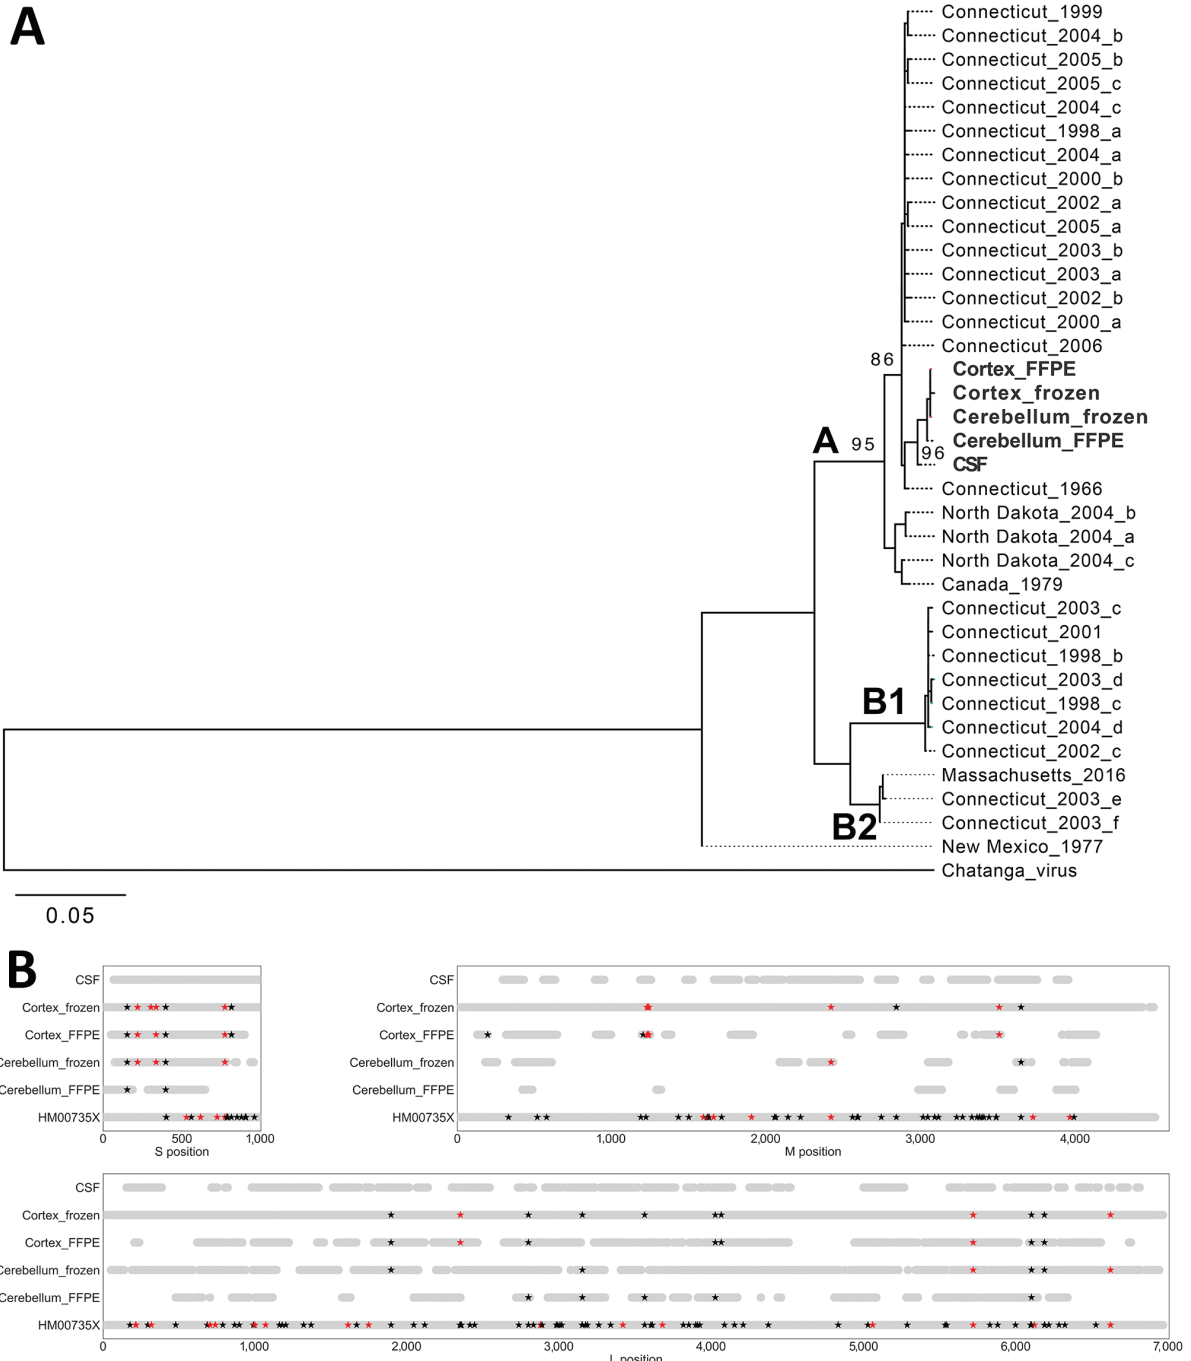 A
Connecticut_1999
Connecticut_2004_b
Connecticut_2005_b
Connecticut_2005_c
Connecticut_2004_c
Connecticut_1998_a
Connecticut_2004_a
Connecticut_2000_b
Connecticut_2002_a
Connecticut_2005_a
Connecticut_2003_b
Connecticut_2003_a
Connecticut_2002_b
Connecticut_2000_a
Connecticut_2006
86
Cortex_FFPE
Cortex_frozen
Cerebellum_frozen
A 95
Cerebellum_FFPE
96
CSF
Connecticut_1966
North Dakota_2004_b
North Dakota_2004_a
North Dakota_2004_c
Canada_1979
Connecticut_2003_c
Connecticut_2001
Connecticut_1998_b
Connecticut_2003_d
B1
Connecticut_1998_c
Connecticut_2004_d
Connecticut_2002_c
Massachusetts_2016
Connecticut_2003_e
B2
Connecticut_2003_f
New Mexico_1977
Chatanga_virus
0.05
B
CSF
Cortex_frozen
Cortex_FFPE
Cerebellum_frozen
Cerebellum_FFPE
HM00735X
0 500 1,000
S position
CSF
Cortex_frozen
Cortex_FFPE
Cerebellum_frozen
Cerebellum_FFPE
HM00735X
0 1,000 2,000 3,000 4,000
M position
CSF
Cortex_frozen
Cortex_FFPE
Cerebellum_frozen
Cerebellum_FFPE
HM00735X
0 1,000 2,000 3,000 4,000 5,000 6,000 7,000
L position